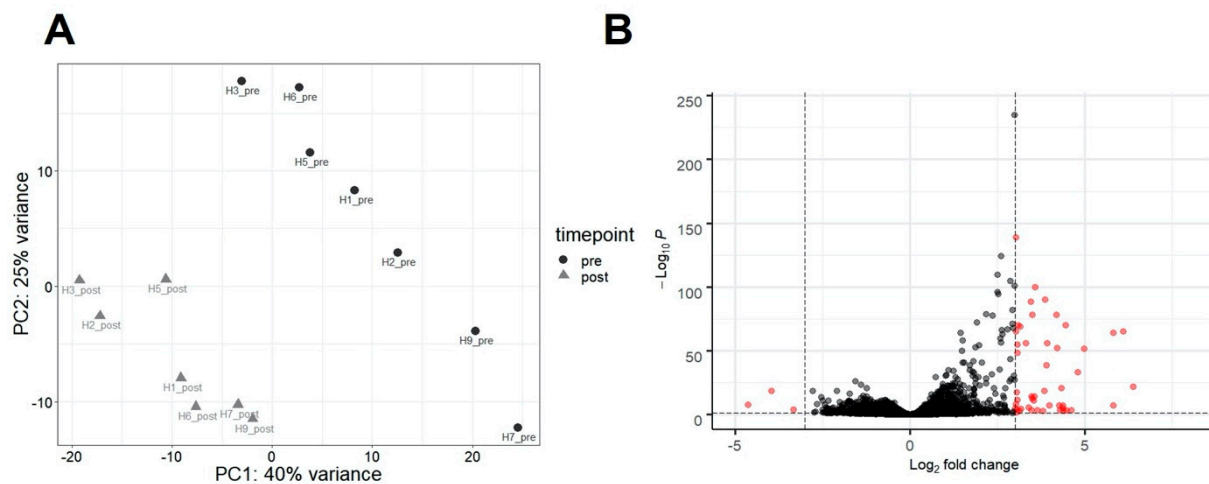 A
H3_pre
H6_pre
H5_pre
H1_pre
H2_pre
H9_pre
H7_pre
H3_post
H5_post
H2_post
H1_post
H6_post
H7_post
H9_post
10
0
-10
PC2: 25% variance
-20
-10
0
10
20
PC1: 40% variance
timepoint
pre
post
B
250
200
150
100
50
0
-5
0
5
−Log10 P
Log2 fold change